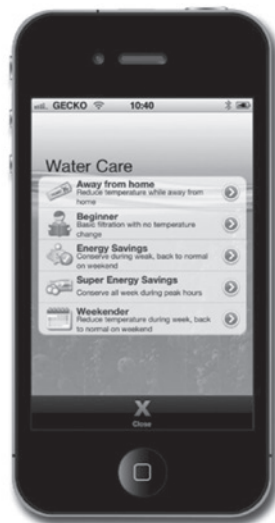 GECKO 10:40
Water Care
Away from home
Reduce temperature while away from
home
Beginner
Basic filtration with no temperature
change
Energy Savings
Conserve during week, back to normal
on weekend
Super Energy Savings
Conserve all week during peak hours
Weekender
Reduce temperature during week, back
to normal on weekend
X
Close